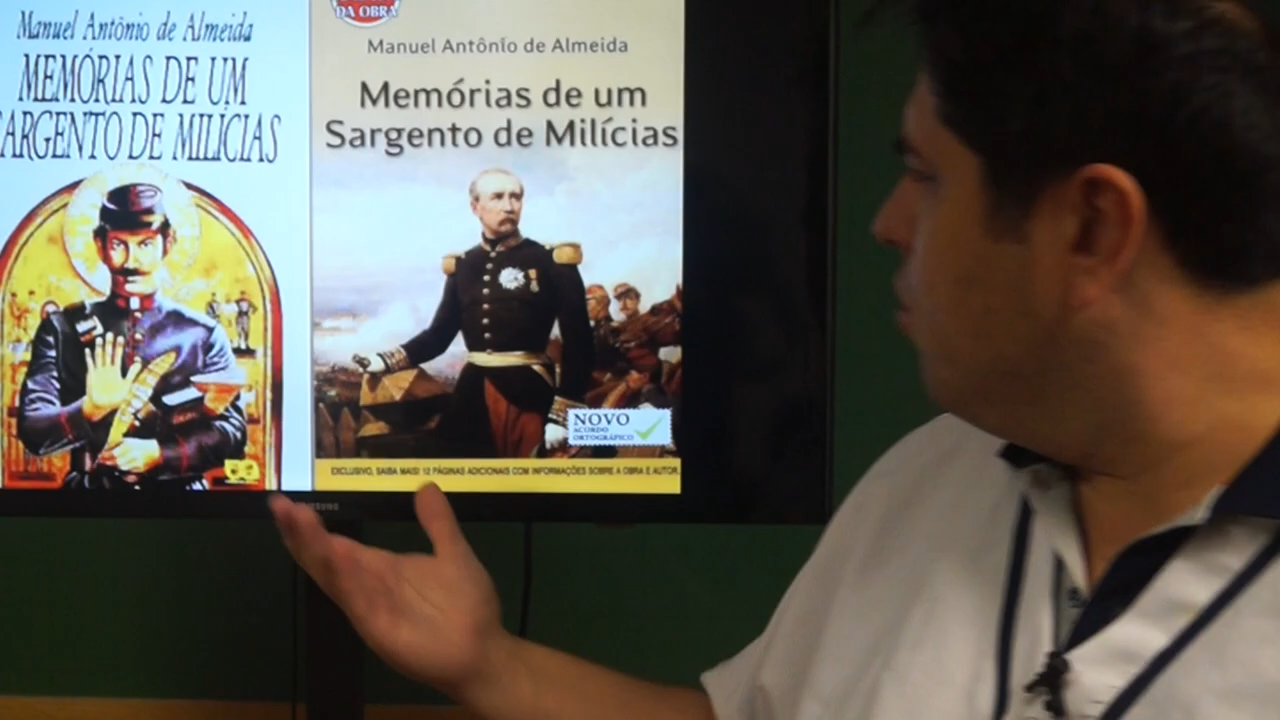 Manuel Antônio de Almeida
MEMÓRIAS DE UM
SARGENTO DE MILÍCIAS
DA OBRA
Manuel Antônio de Almeida
Memórias de um
Sargento de Milícias
NOVO
ACORDO
ORTOGRÁFICO
EXCLUSIVO, SAIBA MAIS! 12 PÁGINAS ADICIONAIS COM INFORMAÇÕES SOBRE A OBRA E AUTOR
SAMSUNG